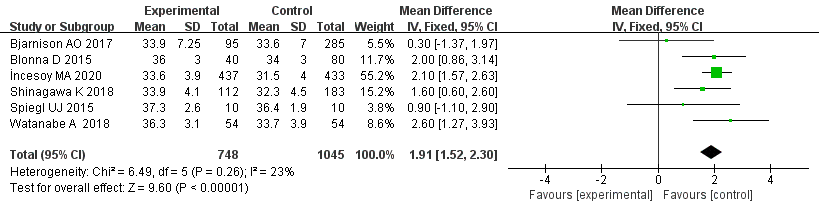 Experimental Control Mean Difference Mean Difference
Study or Subgroup Mean SD Total Mean SD Total Weight IV, Fixed, 95% CI IV, Fixed, 95% CI
Bjarnison AO 2017 33.9 7.25 95 33.6 7 285 5.5% 0.30 [-1.37, 1.97]
Blonna D 2015 36 3 40 34 3 80 11.7% 2.00 [0.86, 3.14]
İncesoy MA 2020 33.6 3.9 437 31.5 4 433 55.2% 2.10 [1.57, 2.63]
Shinagawa K 2018 33.9 4.1 112 32.3 4.5 183 15.2% 1.60 [0.60, 2.60]
Spiegl UJ 2015 37.3 2.6 10 36.4 1.9 10 3.8% 0.90 [-1.10, 2.90]
Watanabe A 2018 36.3 3.1 54 33.7 3.9 54 8.6% 2.60 [1.27, 3.93]
Total (95% CI) 748 1045 100.0% 1.91 [1.52, 2.30]
Heterogeneity: Chi² = 6.49, df = 5 (P = 0.26); I² = 23%
Test for overall effect: Z = 9.60 (P < 0.00001)
-4 -2 0 2 4
Favours [experimental] Favours [control]